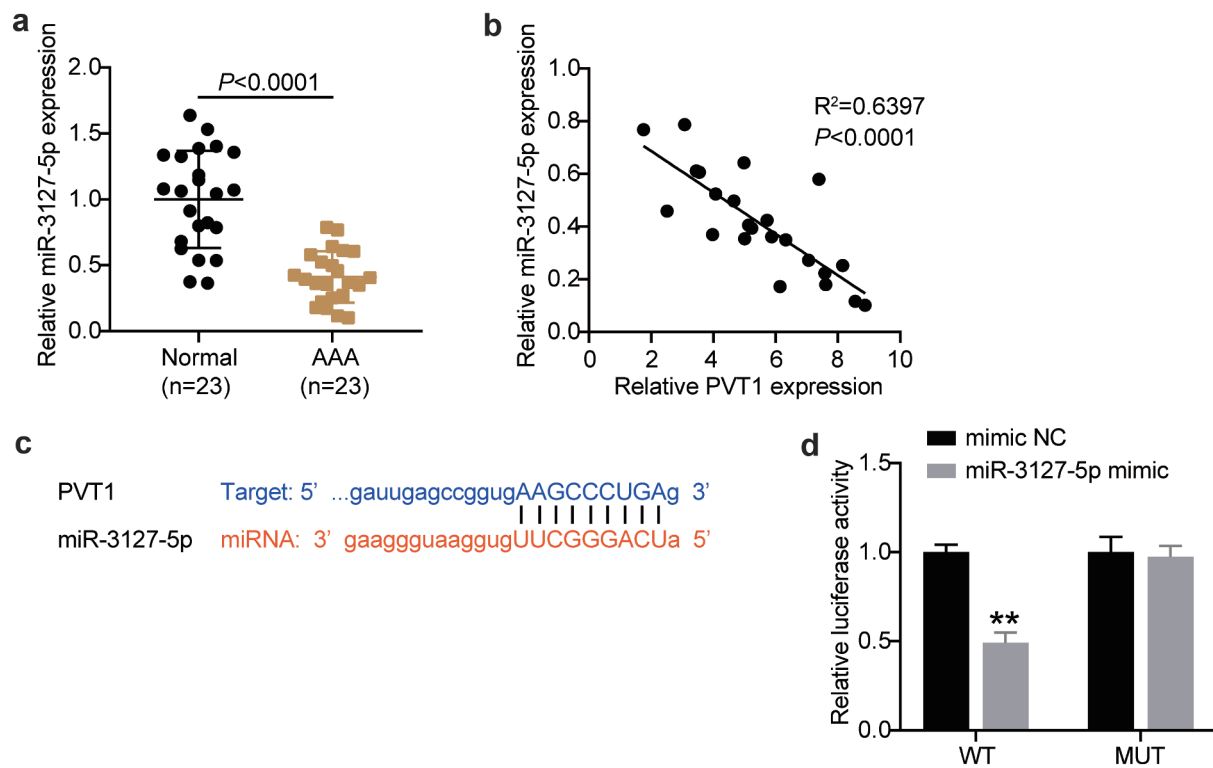 a
Relative miR-3127-5p expression
2.0
1.5
1.0
0.5
0.0
P<0.0001
Normal
(n=23)
AAA
(n=23)
b
Relative miR-3127-5p expression
1.0
0.8
0.6
0.4
0.2
0.0
R²=0.6397
P<0.0001
0 2 4 6 8 10
Relative PVT1 expression
c
PVT1 Target: 5’ ...gauugagccggugAAGCCCUGAg 3’
miR-3127-5p miRNA: 3’ gaaggguaaggugUUCGGGACUa 5’
d
mimic NC
miR-3127-5p mimic
Relative luciferase activity
1.5
1.0
0.5
0.0
**
WT MUT